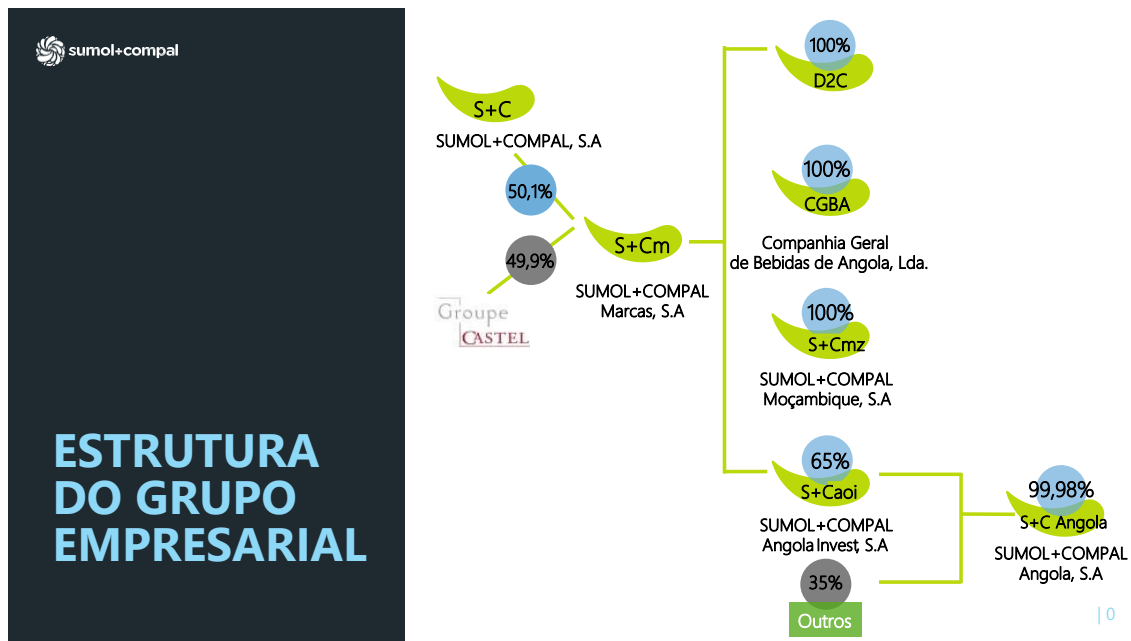 sumol+compal
ESTRUTURA
DO GRUPO
EMPRESARIAL
S+C
SUMOL+COMPAL, S.A
50,1%
49,9%
Groupe
CASTEL
S+Cm
SUMOL+COMPAL
Marcas, S.A
100%
D2C
100%
CGBA
Companhia Geral
de Bebidas de Angola, Lda.
100%
S+Cmz
SUMOL+COMPAL
Moçambique, S.A
65%
S+Caoi
SUMOL+COMPAL
Angola Invest, S.A
35%
Outros
99,98%
S+C Angola
SUMOL+COMPAL
Angola, S.A
| 0